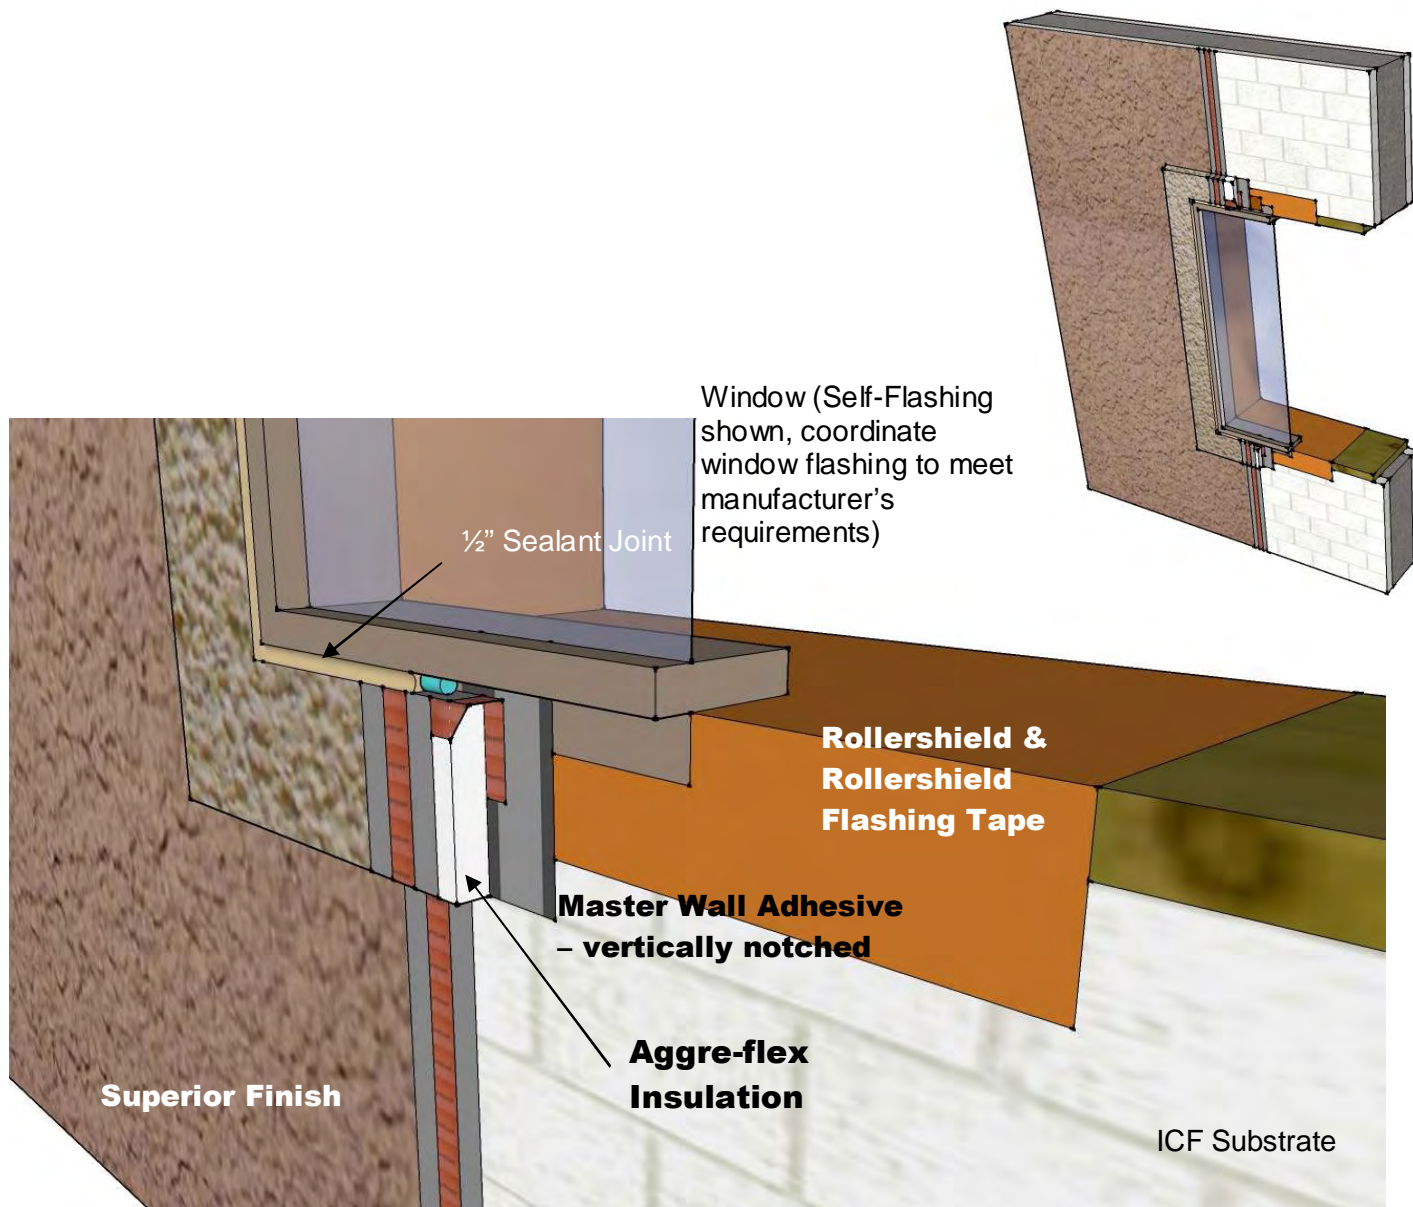 Window (Self-Flashing
shown, coordinate
window flashing to meet
manufacturer’s
requirements)
½” Sealant Joint
Rollershield &
Rollershield
Flashing Tape
Master Wall Adhesive
– vertically notched
Aggre-flex
Insulation
Superior Finish
ICF Substrate